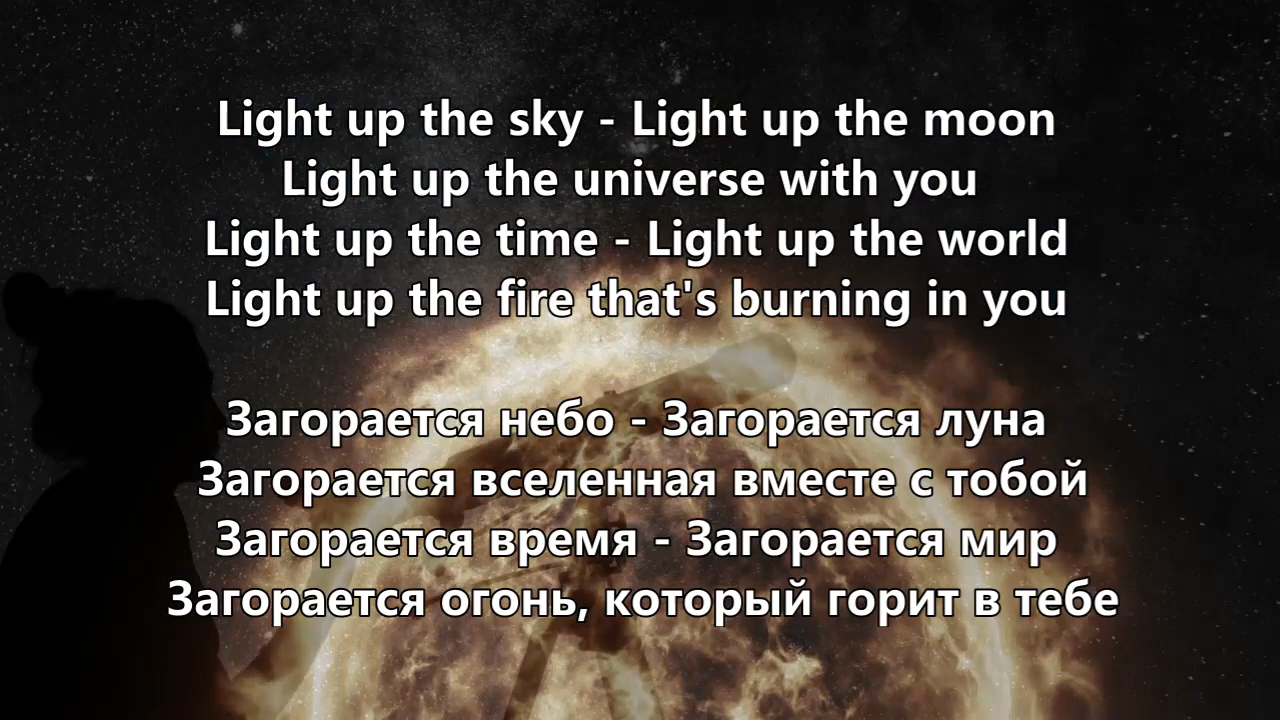 Light up the sky - Light up the moon
Light up the universe with you
Light up the time - Light up the world
Light up the fire that's burning in you
Загорается небо - Загорается луна
Загорается вселенная вместе с тобой
Загорается время - Загорается мир
Загорается огонь, который горит в тебе